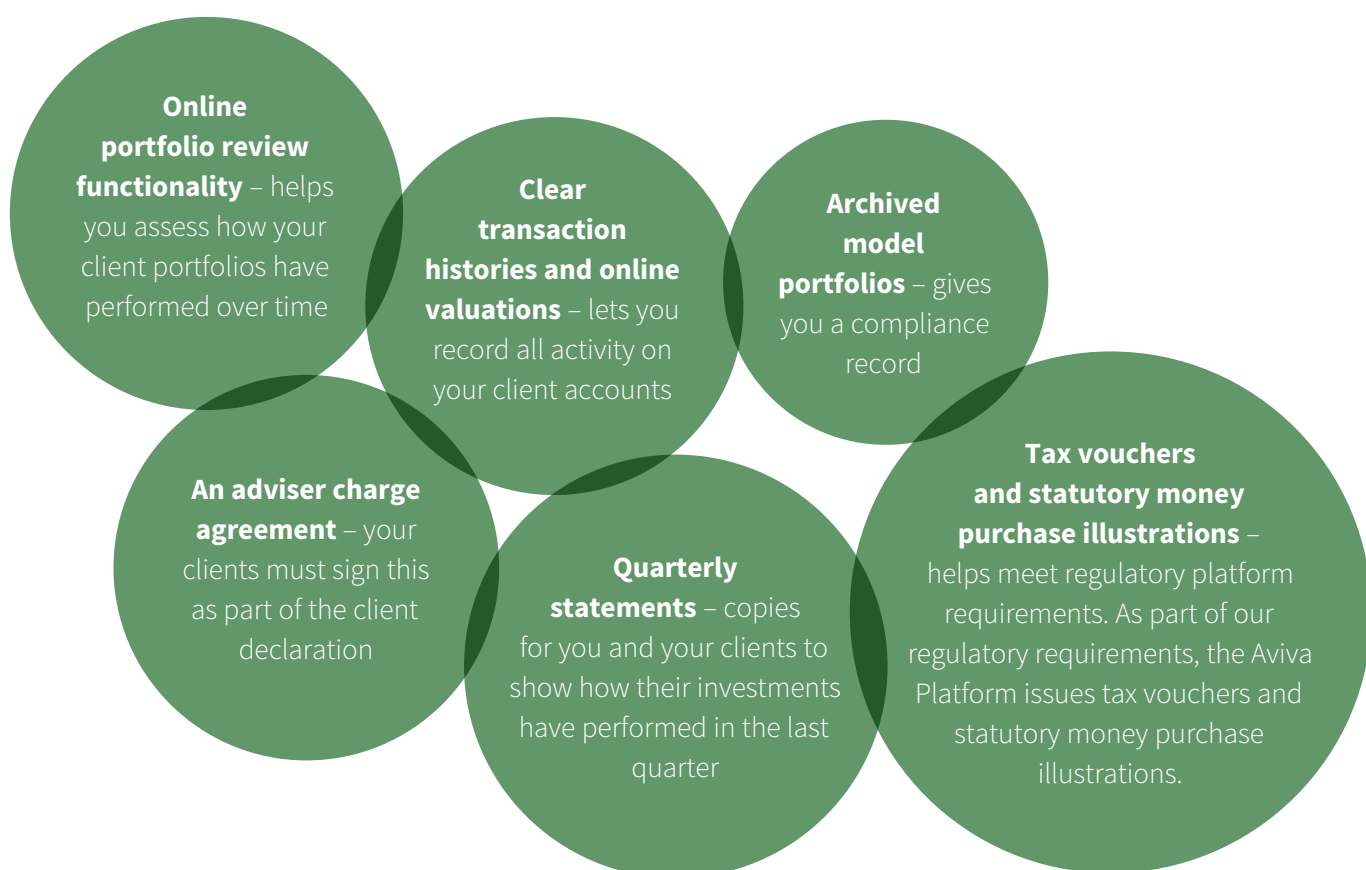 Online
portfolio review
functionality – helps
you assess how your
client portfolios have
performed over time
Clear
transaction
histories and online
valuations – lets you
record all activity on
your client accounts
Archived
model
portfolios – gives
you a compliance
record
An adviser charge
agreement – your
clients must sign this
as part of the client
declaration
Quarterly
statements – copies
for you and your clients to
show how their investments
have performed in the last
quarter
Tax vouchers
and statutory money
purchase illustrations –
helps meet regulatory platform
requirements. As part of our
regulatory requirements, the Aviva
Platform issues tax vouchers and
statutory money purchase
illustrations.